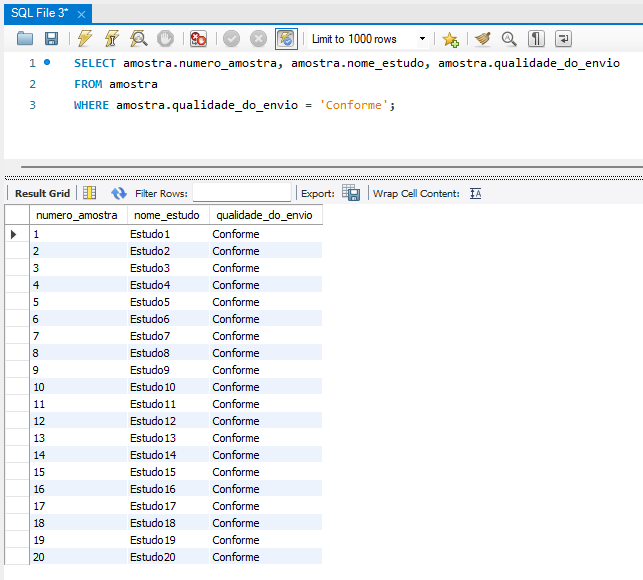 SQL File 3*
Limit to 1000 rows
1 SELECT amostra.numero_amostra, amostra.nome_estudo, amostra.qualidade_do_envio
2 FROM amostra
3 WHERE amostra.qualidade_do_envio = 'Conforme';
Result Grid Filter Rows: Export: Wrap Cell Content:
numero_amostra nome_estudo qualidade_do_envio
1 Estudo1 Conforme
2 Estudo2 Conforme
3 Estudo3 Conforme
4 Estudo4 Conforme
5 Estudo5 Conforme
6 Estudo6 Conforme
7 Estudo7 Conforme
8 Estudo8 Conforme
9 Estudo9 Conforme
10 Estudo10 Conforme
11 Estudo11 Conforme
12 Estudo12 Conforme
13 Estudo13 Conforme
14 Estudo14 Conforme
15 Estudo15 Conforme
16 Estudo16 Conforme
17 Estudo17 Conforme
18 Estudo18 Conforme
19 Estudo19 Conforme
20 Estudo20 Conforme